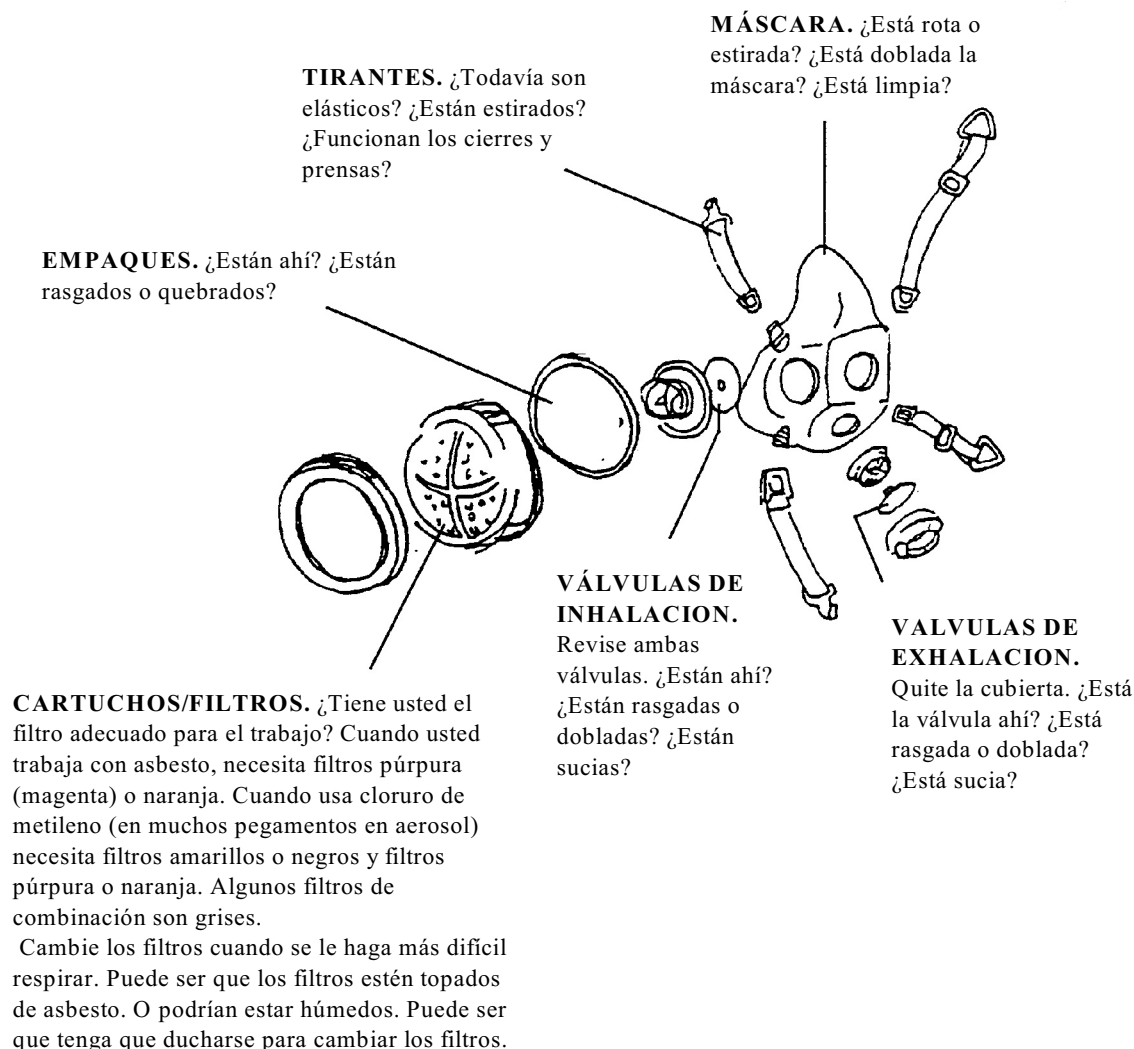 MÁSCARA. ¿Está rota o
estirada? ¿Está doblada la
máscara? ¿Está limpia?
TIRANTES. ¿Todavía son
elásticos? ¿Están estirados?
¿Funcionan los cierres y
prensas?
EMPAQUES. ¿Están ahí? ¿Están
rasgados o quebrados?
VÁLVULAS DE
INHALACION.
Revise ambas
válvulas. ¿Están ahí?
¿Están rasgadas o
dobladas? ¿Están
sucias?
VALVULAS DE
EXHALACION.
Quite la cubierta. ¿Está
la válvula ahí? ¿Está
rasgada o doblada?
¿Está sucia?
CARTUCHOS/FILTROS. ¿Tiene usted el
filtro adecuado para el trabajo? Cuando usted
trabaja con asbesto, necesita filtros púrpura
(magenta) o naranja. Cuando usa cloruro de
metileno (en muchos pegamentos en aerosol)
necesita filtros amarillos o negros y filtros
púrpura o naranja. Algunos filtros de
combinación son grises.
Cambie los filtros cuando se le haga más difícil
respirar. Puede ser que los filtros estén topados
de asbesto. O podrían estar húmedos. Puede ser
que tenga que ducharse para cambiar los filtros.